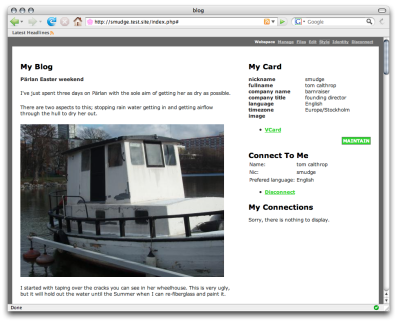 blog
http://smudge.test.site/index.php#
Google
Latest Headlines
Webspace Manage Files Edit Style Identity Disconnect
My Blog
Pärlan Easter weekend
I've just spent three days on Pärlan with the sole aim of getting her as dry as possible.
There are two aspects to this; stopping rain water getting in and getting airflow
through the hull to dry her out.
I started with taping over the cracks you can see in her wheelhouse. This is very ugly,
but it will hold out the water until the Summer when I can re-fiberglass and paint it.
My Card
nickname smudge
fullname tom calthrop
company name barnraiser
company title founding director
language English
timezone Europe/Stockholm
image
VCard
MAINTAIN
Connect To Me
Name: tom calthrop
Nic: smudge
Prefered language: English
Disconnect
My Connections
Sorry, there is nothing to display.
Done